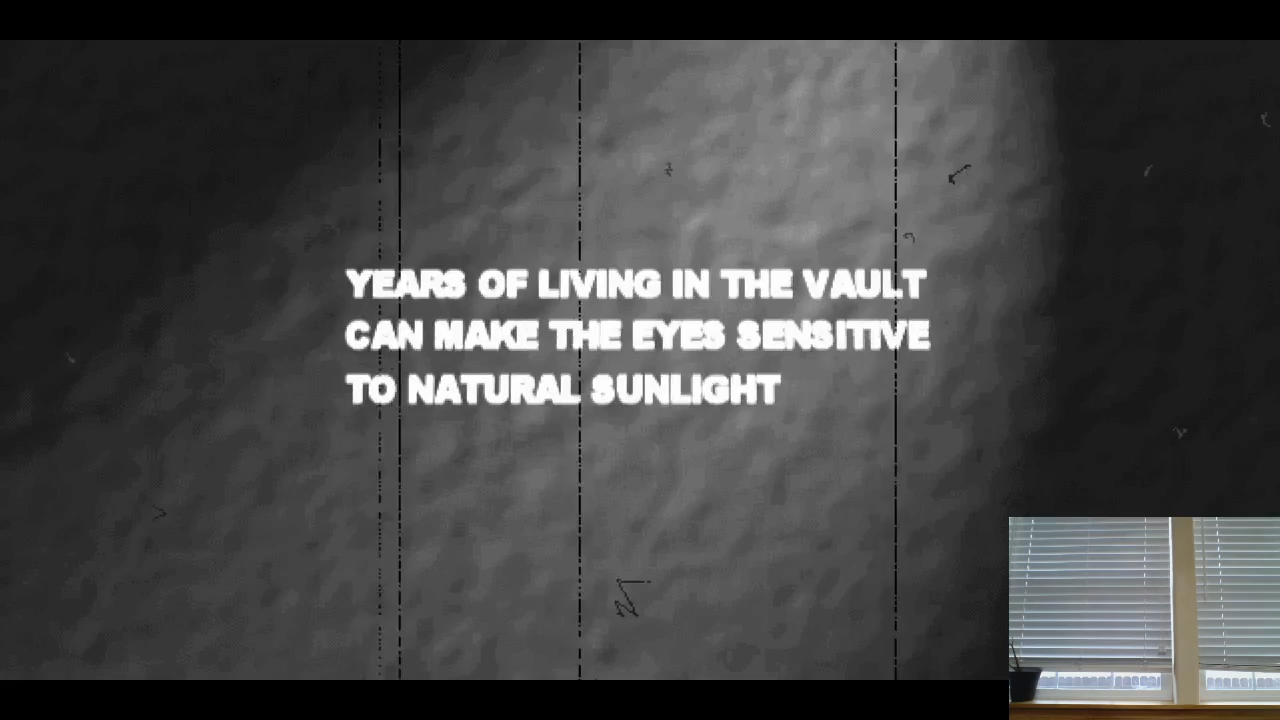 YEARS OF LIVING IN THE VAULT
CAN MAKE THE EYES SENSITIVE
TO NATURAL SUNLIGHT